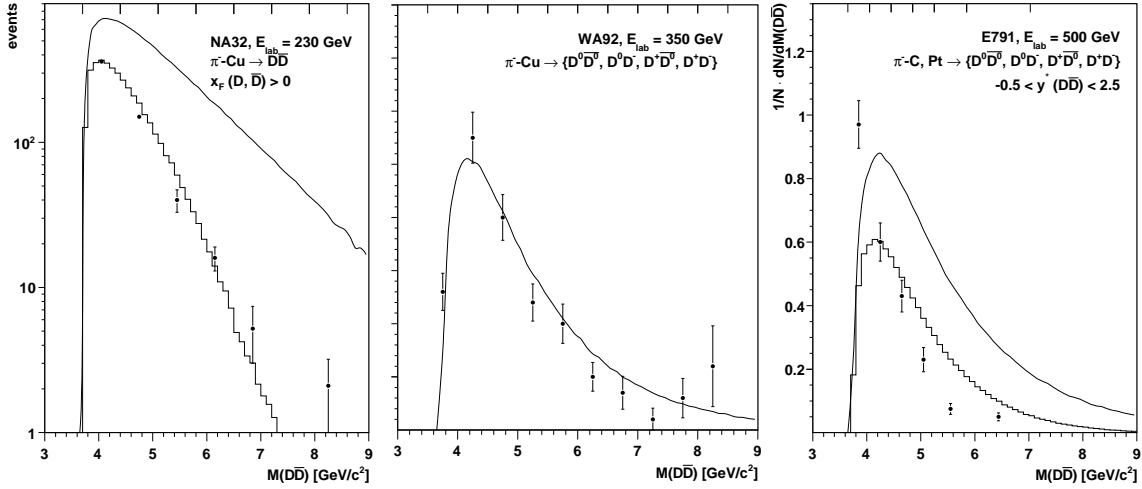 events
NA32, E_lab = 230 GeV
π⁻Cu → DD̅
x_F (D, D̅) > 0
10²
10
1
3 4 5 6 7 8 9
M(DD̅) [GeV/c²]
WA92, E_lab = 350 GeV
π⁻Cu → {D⁰D̅⁰, D⁰D⁻, D⁺D̅⁰, D⁺D⁻}
3 4 5 6 7 8 9
M(DD̅) [GeV/c²]
1/N · dN/dM(DD̅)
E791, E_lab = 500 GeV
π⁻C, Pt → {D⁰D̅⁰, D⁰D⁻, D⁺D̅⁰, D⁺D⁻}
-0.5 < y* (DD̅) < 2.5
1.2
1
0.8
0.6
0.4
0.2
3 4 5 6 7 8 9
M(DD̅) [GeV/c²]